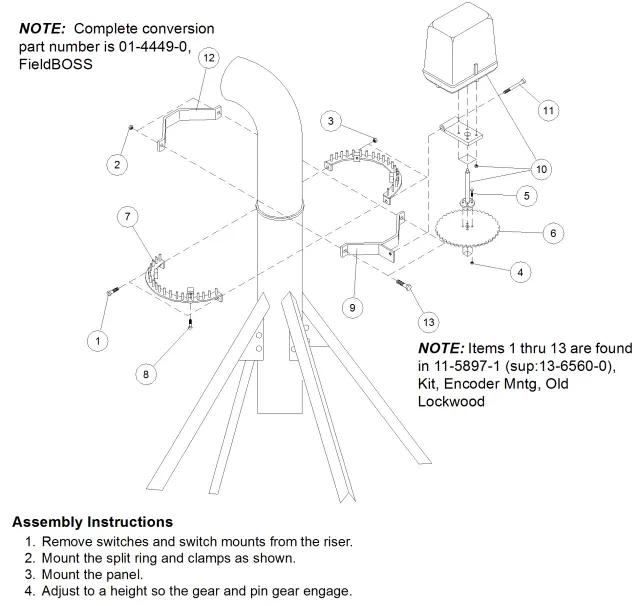 NOTE: Complete conversion
part number is 01-4449-0,
FieldBOSS
12
3
11
2
10
5
7
6
4
9
1
13
8
NOTE: Items 1 thru 13 are found
in 11-5897-1 (sup:13-6560-0),
Kit, Encoder Mntg, Old
Lockwood
Assembly Instructions
1. Remove switches and switch mounts from the riser.
2. Mount the split ring and clamps as shown.
3. Mount the panel.
4. Adjust to a height so the gear and pin gear engage.